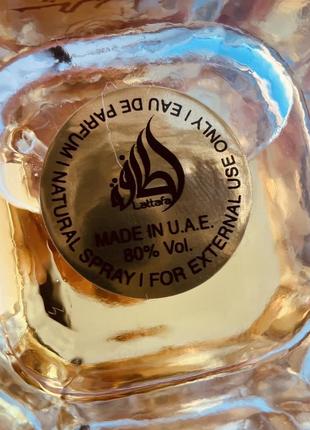 لطافة
Lattafa
MADE IN U.A.E.
80% Vol.
NATURAL SPRAY | FOR EXTERNAL USE ONLY | EAU DE PARFUM |